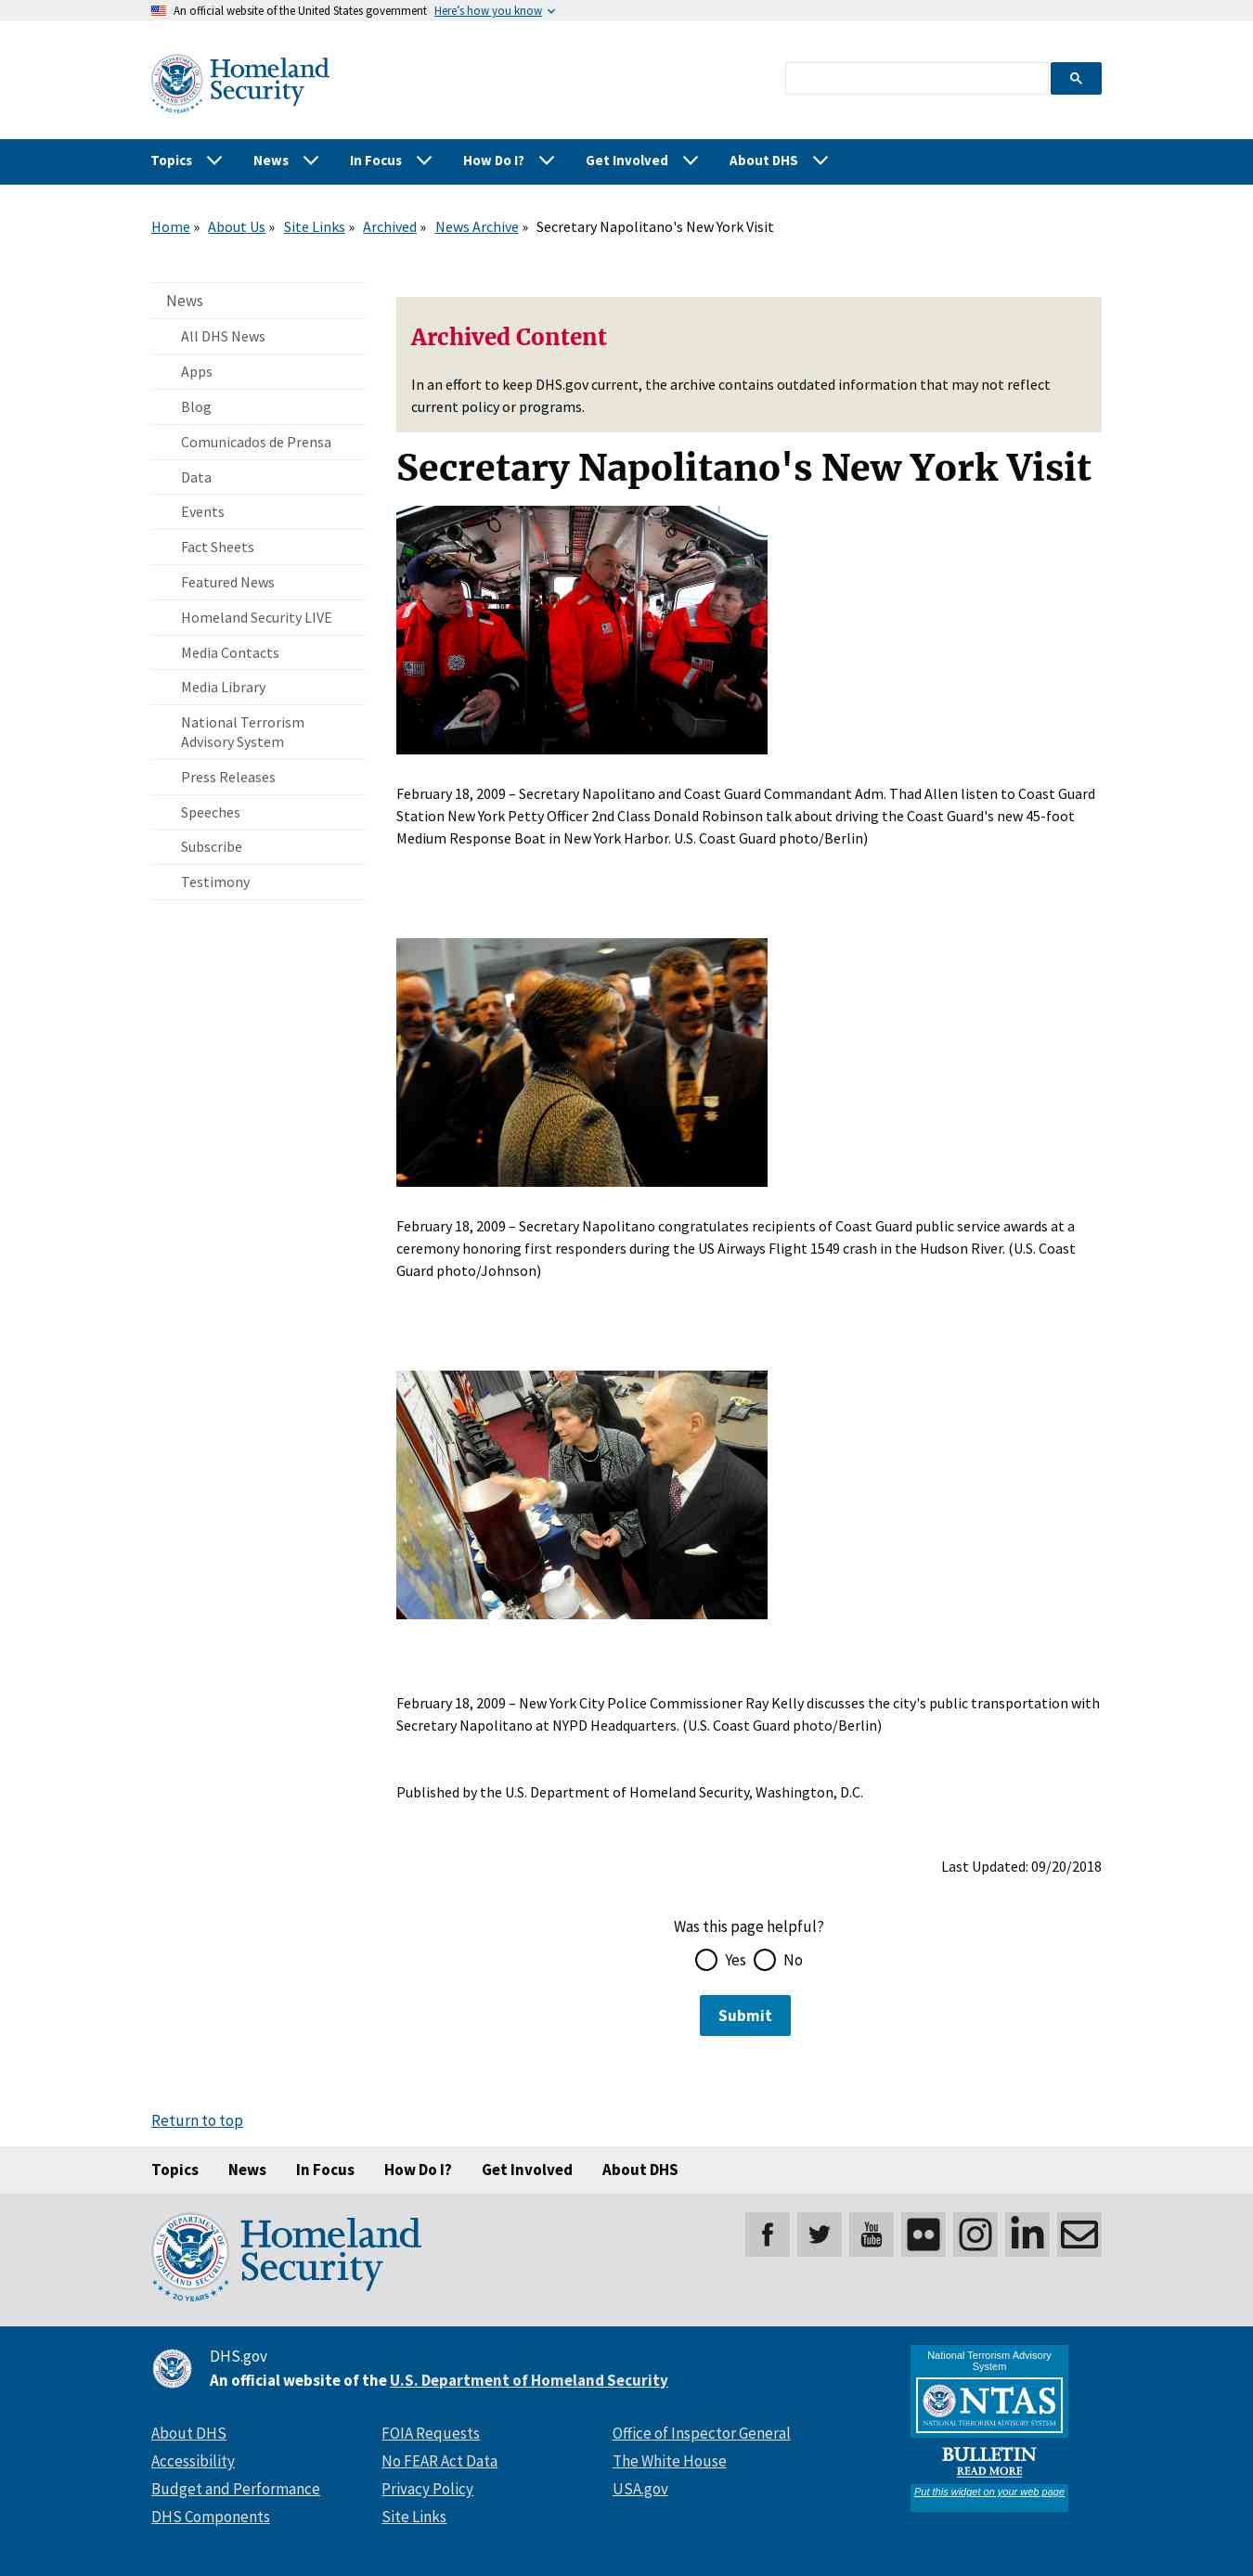 An official website of the United States government Here's how you know
Homeland
Security
Topics News In Focus How Do I? Get Involved About DHS
Home » About Us » Site Links » Archived » News Archive » Secretary Napolitano's New York Visit
News
All DHS News
Apps
Blog
Comunicados de Prensa
Data
Events
Fact Sheets
Featured News
Homeland Security LIVE
Media Contacts
Media Library
National Terrorism
Advisory System
Press Releases
Speeches
Subscribe
Testimony
Archived Content
In an effort to keep DHS.gov current, the archive contains outdated information that may not reflect
current policy or programs.
Secretary Napolitano's New York Visit
February 18, 2009 – Secretary Napolitano and Coast Guard Commandant Adm. Thad Allen listen to Coast Guard
Station New York Petty Officer 2nd Class Donald Robinson talk about driving the Coast Guard's new 45-foot
Medium Response Boat in New York Harbor. U.S. Coast Guard photo/Berlin)
February 18, 2009 – Secretary Napolitano congratulates recipients of Coast Guard public service awards at a
ceremony honoring first responders during the US Airways Flight 1549 crash in the Hudson River. (U.S. Coast
Guard photo/Johnson)
February 18, 2009 – New York City Police Commissioner Ray Kelly discusses the city's public transportation with
Secretary Napolitano at NYPD Headquarters. (U.S. Coast Guard photo/Berlin)
Published by the U.S. Department of Homeland Security, Washington, D.C.
Last Updated: 09/20/2018
Was this page helpful?
Yes No
Submit
Return to top
Topics News In Focus How Do I? Get Involved About DHS
U.S. DEPARTMENT OF
HOMELAND SECURITY
20 YEARS
Homeland
Security
You
Tube
DHS.gov
An official website of the U.S. Department of Homeland Security
About DHS
Accessibility
Budget and Performance
DHS Components
FOIA Requests
No FEAR Act Data
Privacy Policy
Site Links
Office of Inspector General
The White House
USA.gov
National Terrorism Advisory
System
NTAS
NATIONAL TERRORISM ADVISORY SYSTEM
BULLETIN
READ MORE
Put this widget on your web page